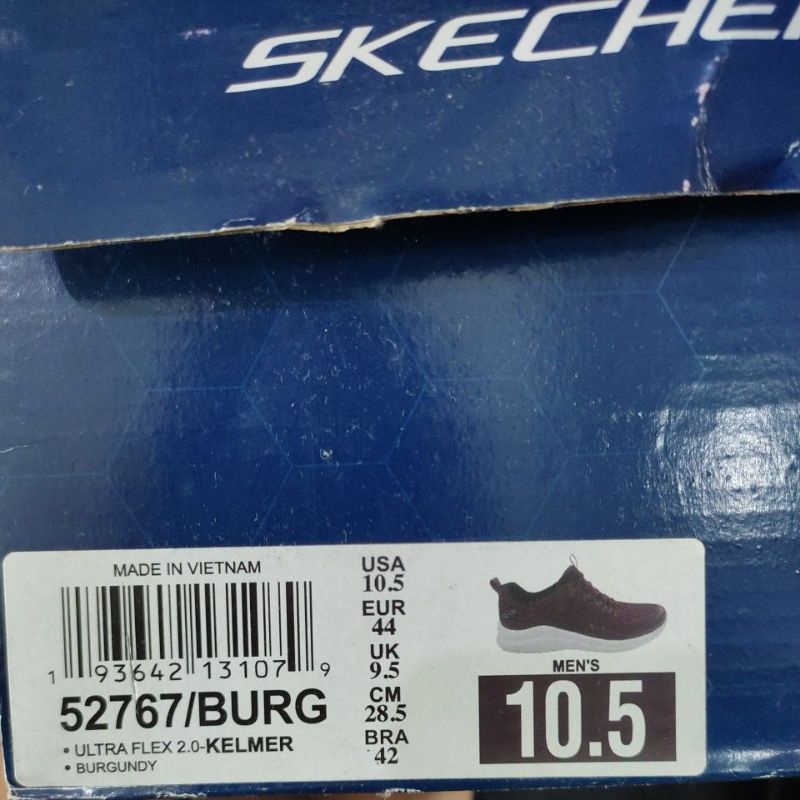 SKECHE
MADE IN VIETNAM
1 93642 13107 9
52767/BURG
• ULTRA FLEX 2.0-KELMER
• BURGUNDY
USA
10.5
EUR
44
UK
9.5
CM
28.5
BRA
42
MEN'S
10.5